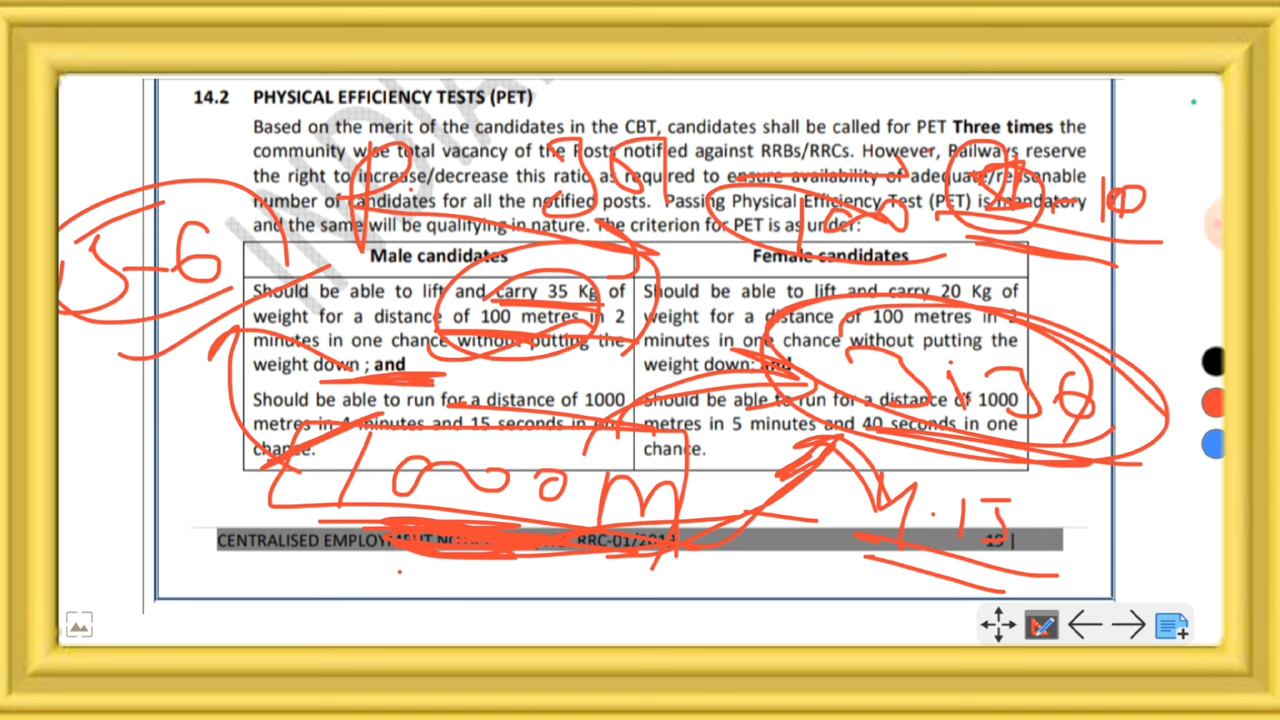 14.2 PHYSICAL EFFICIENCY TESTS (PET)
Based on the merit of the candidates in the CBT, candidates shall be called for PET Three times the
community wise total vacancy of the Posts notified against RRBs/RRCs. However, Railways reserve
the right to increase/decrease this ratio as required to ensure availability of adequate/reasonable
number of candidates for all the notified posts. Passing Physical Efficiency Test (PET) is mandatory
and the same will be qualifying in nature. The criterion for PET is as under:
Male candidates
Should be able to lift and carry 35 Kg of
weight for a distance of 100 metres in 2
minutes in one chance without putting the
weight down ; and
Should be able to run for a distance of 1000
metres in 4 minutes and 15 seconds in one
chance.
Female candidates
Should be able to lift and carry 20 Kg of
weight for a distance of 100 metres in 2
minutes in one chance without putting the
weight down; and
Should be able to run for a distance of 1000
metres in 5 minutes and 40 seconds in one
chance.
1000 M
4.15
CENTRALISED EMPLOYMENT RRC-01/2019 19 |